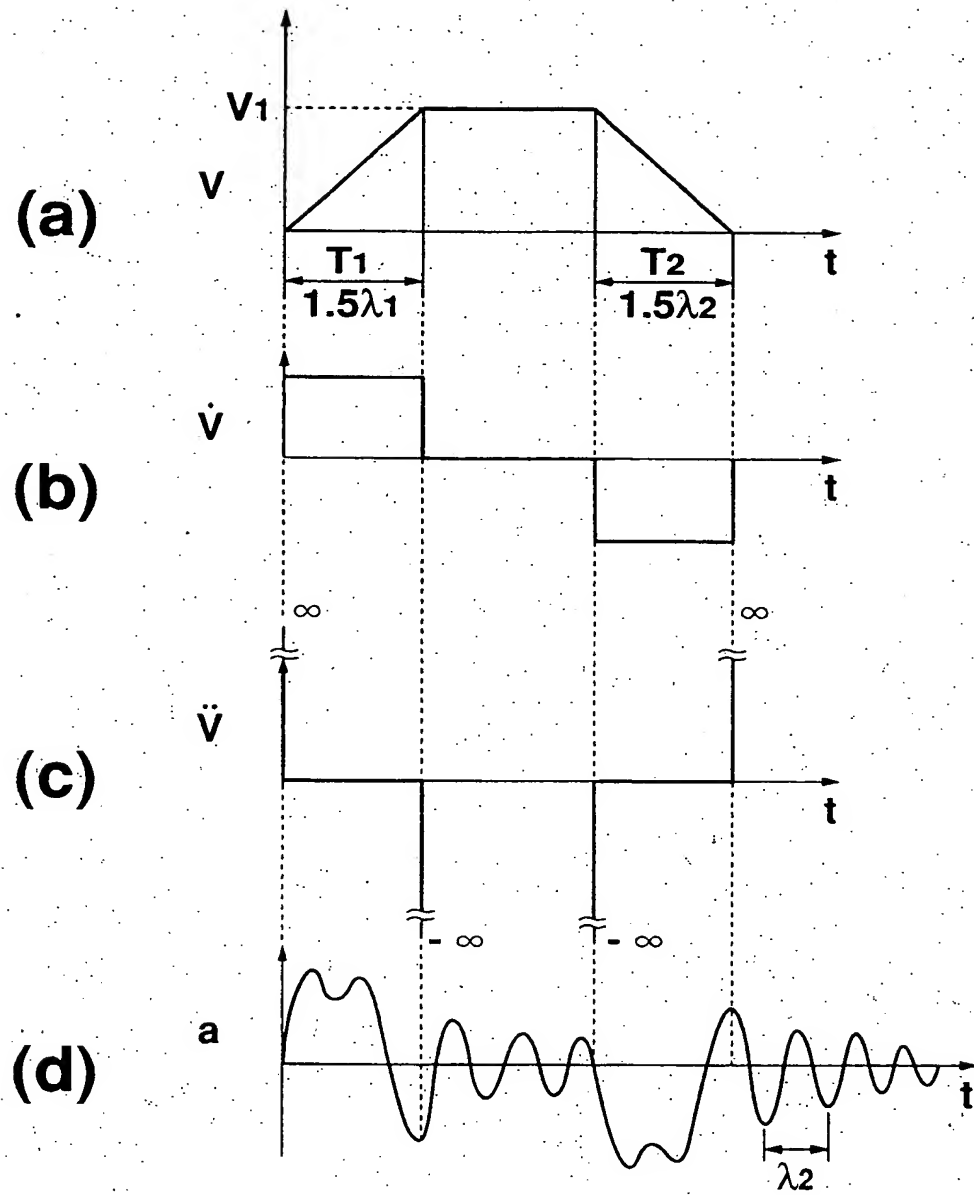 V1
V
(a)
t
T1
T2
1.5λ1
1.5λ2
V̇
(b)
t
∞
∞
V̈
(c)
t
- ∞
- ∞
a
(d)
t
λ2